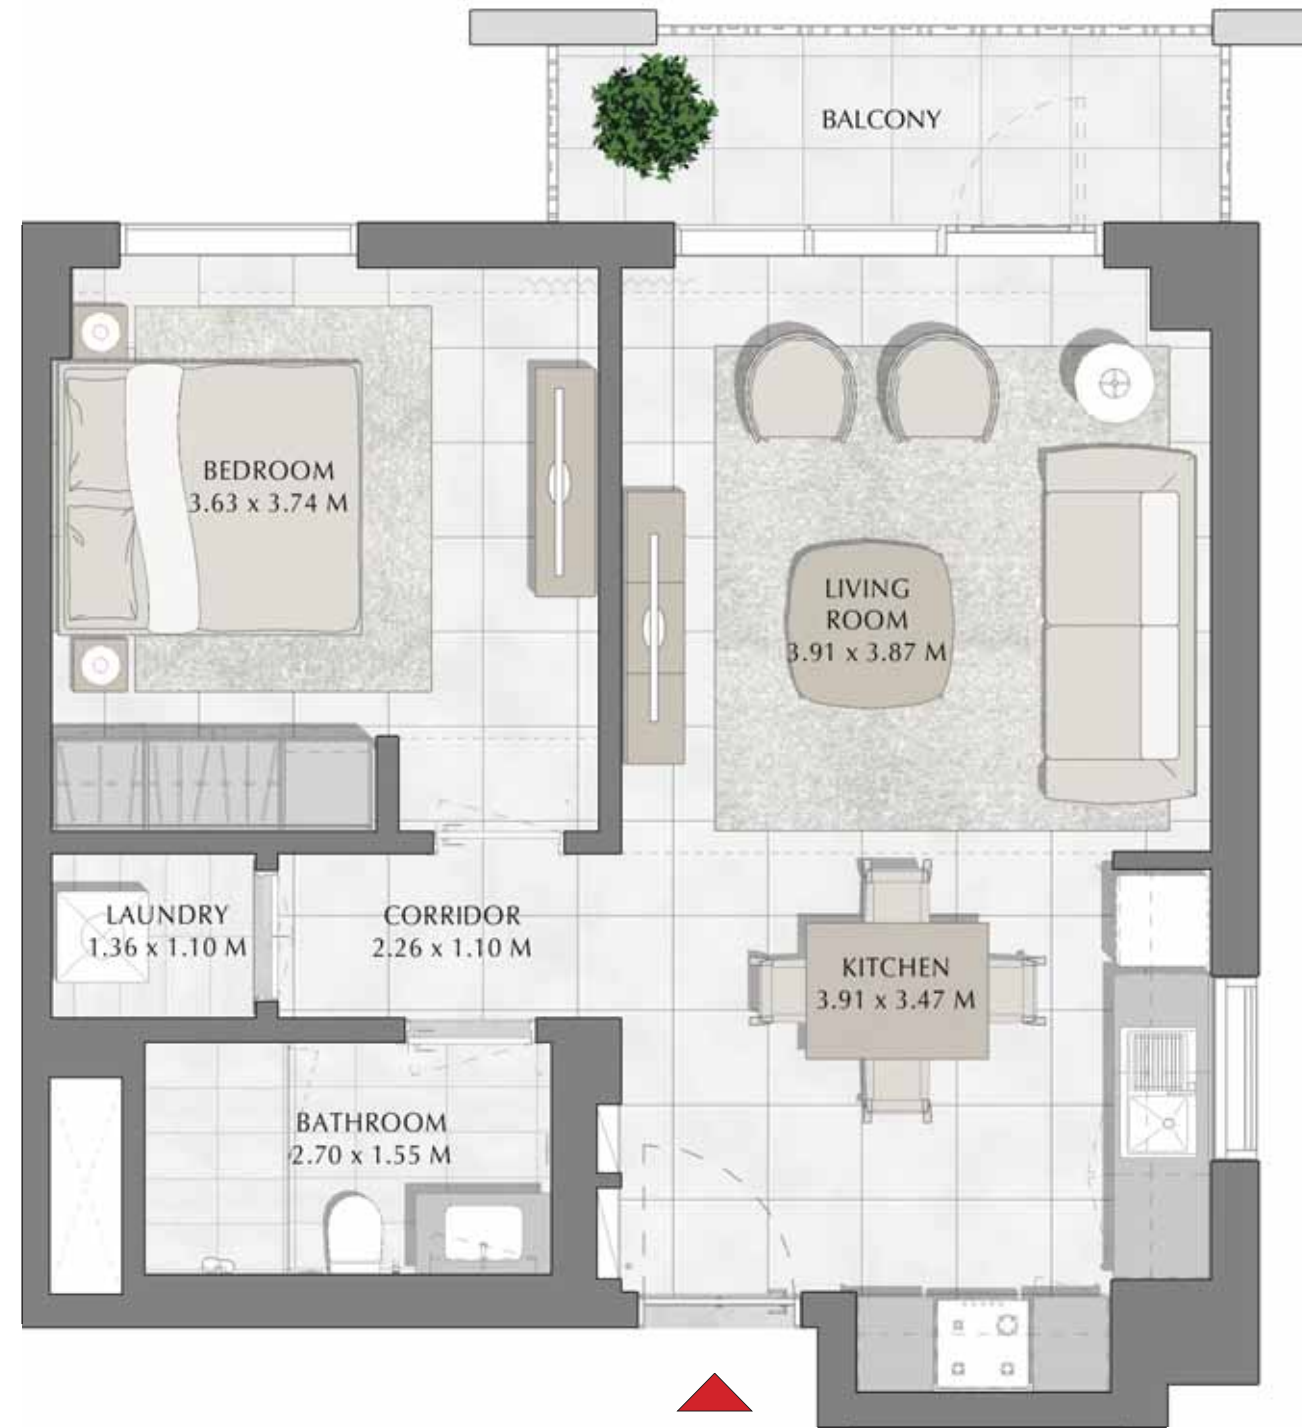 BALCONY
BEDROOM
3.63 x 3.74 M
LIVING
ROOM
3.91 x 3.87 M
LAUNDRY
1.36 x 1.10 M
CORRIDOR
2.26 x 1.10 M
KITCHEN
3.91 x 3.47 M
BATHROOM
2.70 x 1.55 M